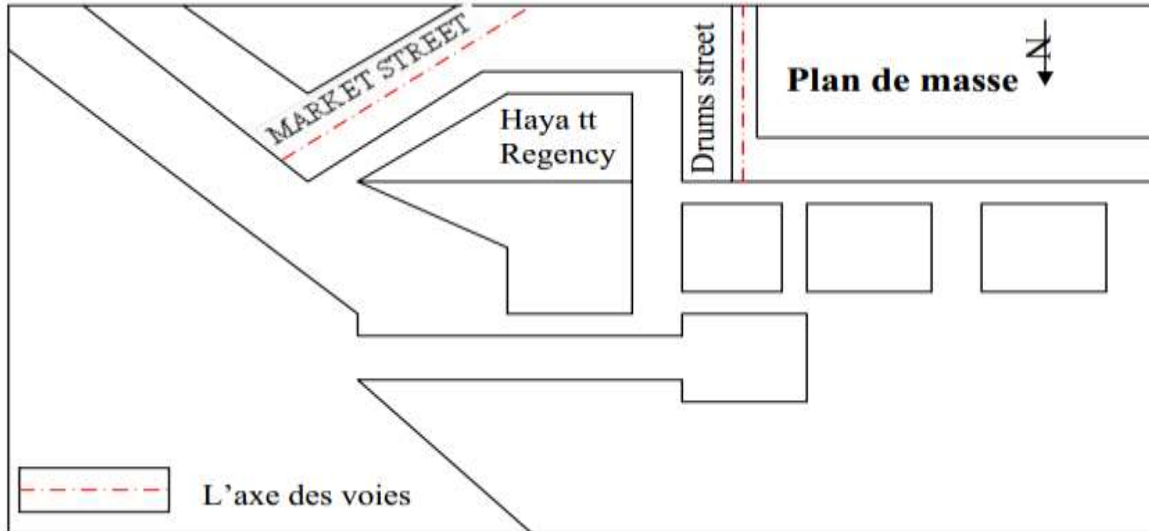 MARKET STREET
Haya tt
Regency
Drums street
Plan de masse
N
L'axe des voies